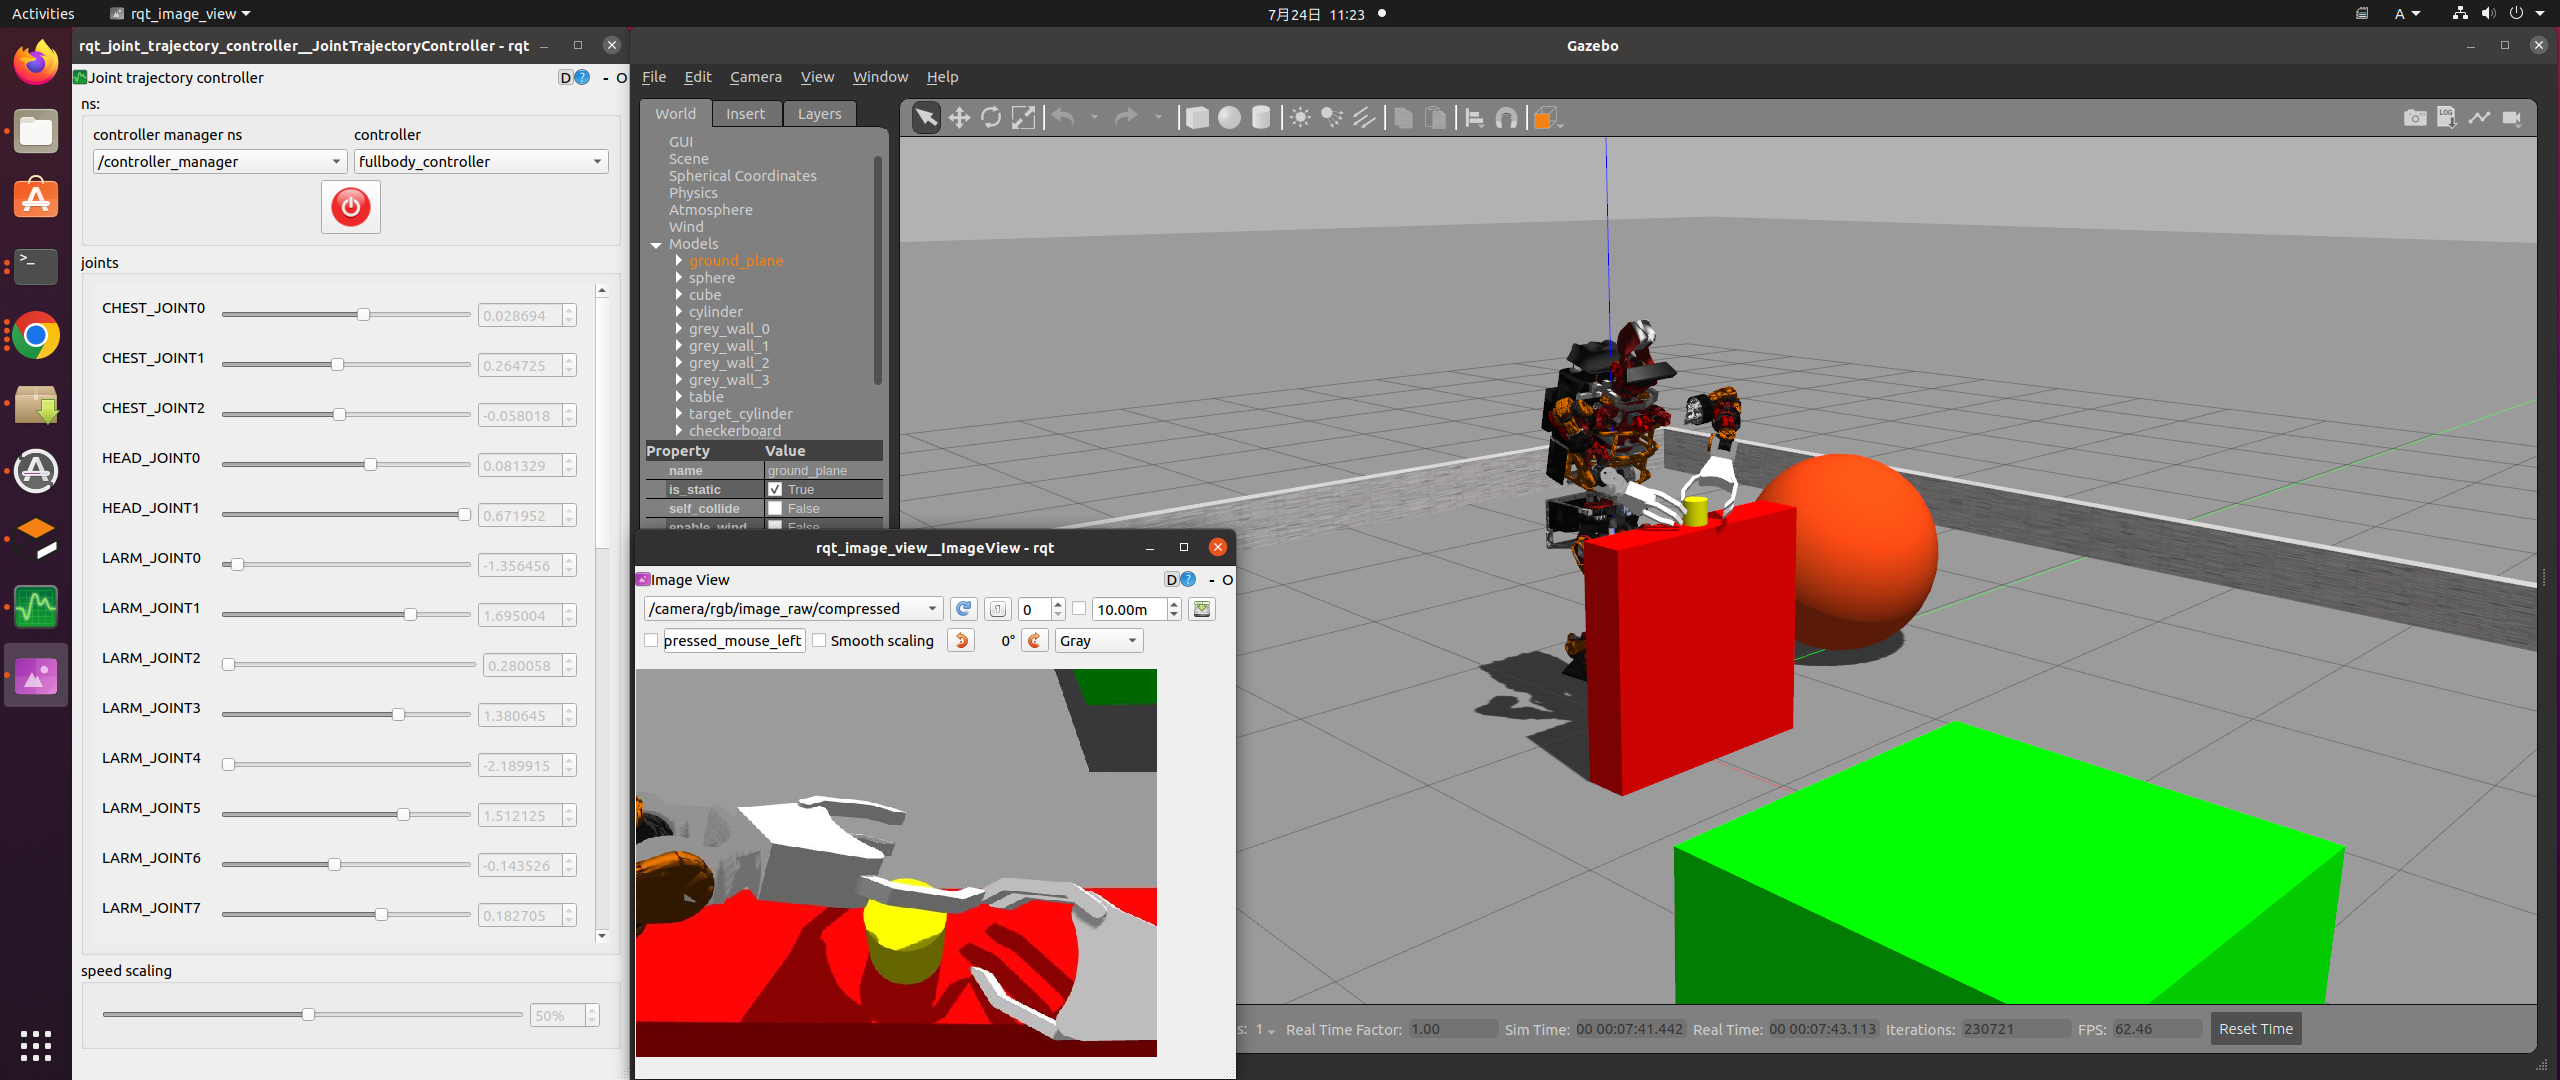 Activities
rqt_image_view
7月24日 11:23
A
rqt_joint_trajectory_controller__JointTrajectoryController - rqt
Joint trajectory controller
D
- O
ns:
controller manager ns
controller
/controller_manager
fullbody_controller
joints
CHEST_JOINT0 0.028694
CHEST_JOINT1 0.264725
CHEST_JOINT2 -0.058018
HEAD_JOINT0 0.081329
HEAD_JOINT1 0.671952
LARM_JOINT0 -1.356456
LARM_JOINT1 1.695004
LARM_JOINT2 0.280058
LARM_JOINT3 1.380645
LARM_JOINT4 -2.189915
LARM_JOINT5 1.512125
LARM_JOINT6 -0.143526
LARM_JOINT7 0.182705
speed scaling
50%
Gazebo
File Edit Camera View Window Help
World Insert Layers
LOG
GUI
Scene
Spherical Coordinates
Physics
Atmosphere
Wind
Models
ground_plane
sphere
cube
cylinder
grey_wall_0
grey_wall_1
grey_wall_2
grey_wall_3
table
target_cylinder
checkerboard
Property Value
name ground_plane
is_static True
self_collide False
enable_wind False
rqt_image_view__ImageView - rqt
Image View
D
- O
/camera/rgb/image_raw/compressed
0
10.00m
pressed_mouse_left
Smooth scaling
0°
Gray
s: 1 Real Time Factor: 1.00 Sim Time: 00 00:07:41.442 Real Time: 00 00:07:43.113 Iterations: 230721 FPS: 62.46 Reset Time